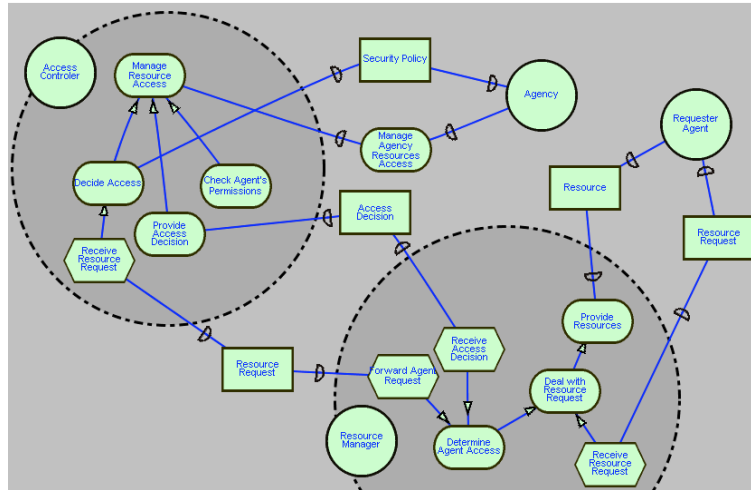 Access
Controler
Manage
Resource
Access
Security Policy
Agency
Requester
Agent
Manage
Agency
Resources
Access
Decide Access
Check Agent's
Permissions
Resource
Provide
Access
Decision
Access
Decision
Resource
Request
Receive
Resource
Request
Provide
Resources
Receive
Access
Decision
Resource
Request
Forward Agent
Request
Deal with
Resource
Request
Resource
Manager
Determine
Agent Access
Receive
Resource
Request